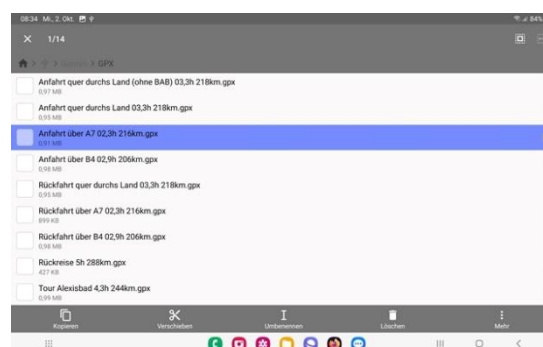 08:34 Mi., 2. Okt. 84%
1/14
GPX
Anfahrt quer durchs Land (ohne BAB) 03,3h 218km.gpx
0,97 MB
Anfahrt quer durchs Land 03,3h 218km.gpx
0,95 MB
Anfahrt über A7 02,3h 216km.gpx
0,91 MB
Anfahrt über B4 02,9h 206km.gpx
0,98 MB
Rückfahrt quer durchs Land 03,3h 218km.gpx
0,95 MB
Rückfahrt über A7 02,3h 216km.gpx
899 KB
Rückfahrt über B4 02,9h 206km.gpx
0,98 MB
Rückreise 5h 288km.gpx
427 KB
Tour Alexisbad 4,3h 244km.gpx
0,99 MB
Kopieren Verschieben Umbenennen Löschen Mehr